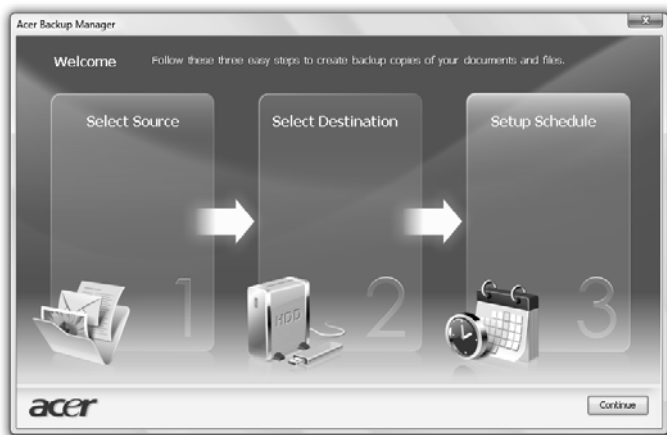 Acer Backup Manager
Welcome
Follow these three easy steps to create backup copies of your documents and files.
Select Source
Select Destination
Setup Schedule
1
HDD
2
3
acer
Continue